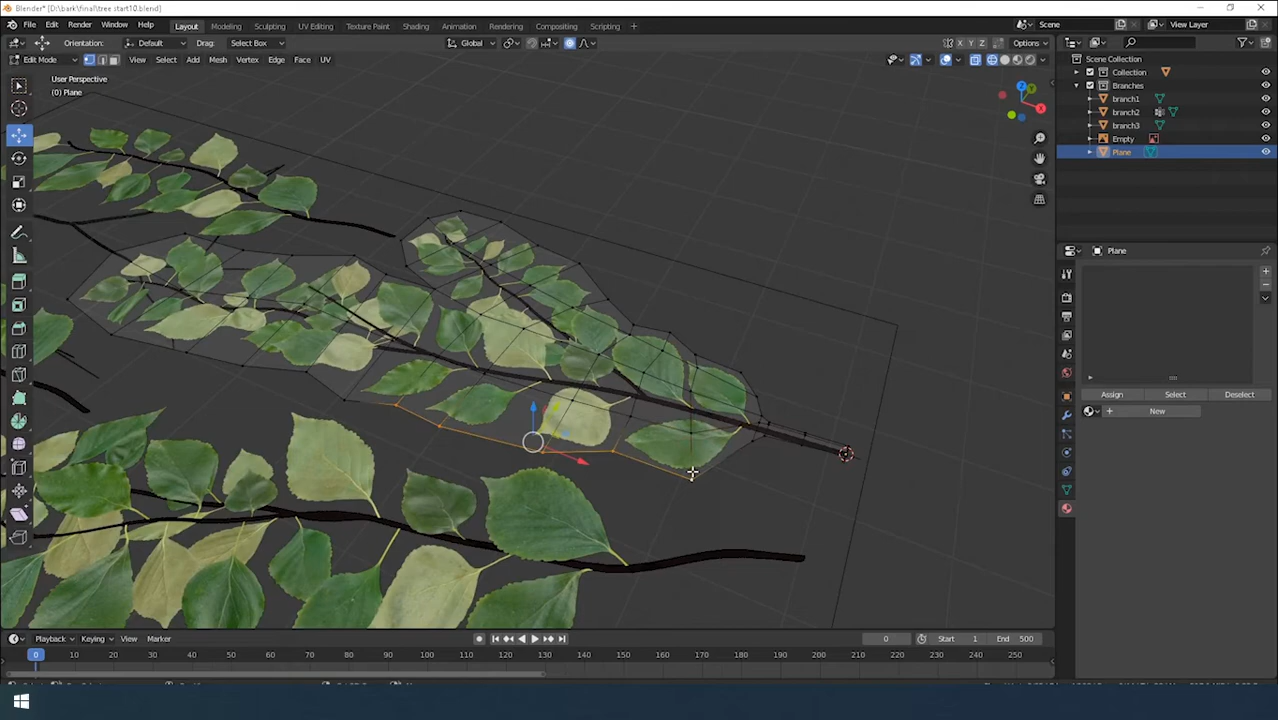 Blender* [D:\bark\final\tree start10.blend]
File Edit Render Window Help Layout Modeling Sculpting UV Editing Texture Paint Shading Animation Rendering Compositing Scripting + Scene View Layer
Orientation: Default Drag: Select Box Global X Y Z Options
Edit Mode View Select Add Mesh Vertex Edge Face UV
User Perspective
(0) Plane
Scene Collection
Collection
Branches
branch1
branch2
branch3
Empty
Plane
Z
Y
X
Plane
Assign Select Deselect
New
Playback Keying View Marker 0 Start 1 End 500
0 10 20 30 40 50 60 70 80 90 100 110 120 130 140 150 160 170 180 190 200 210 220 230 240 250